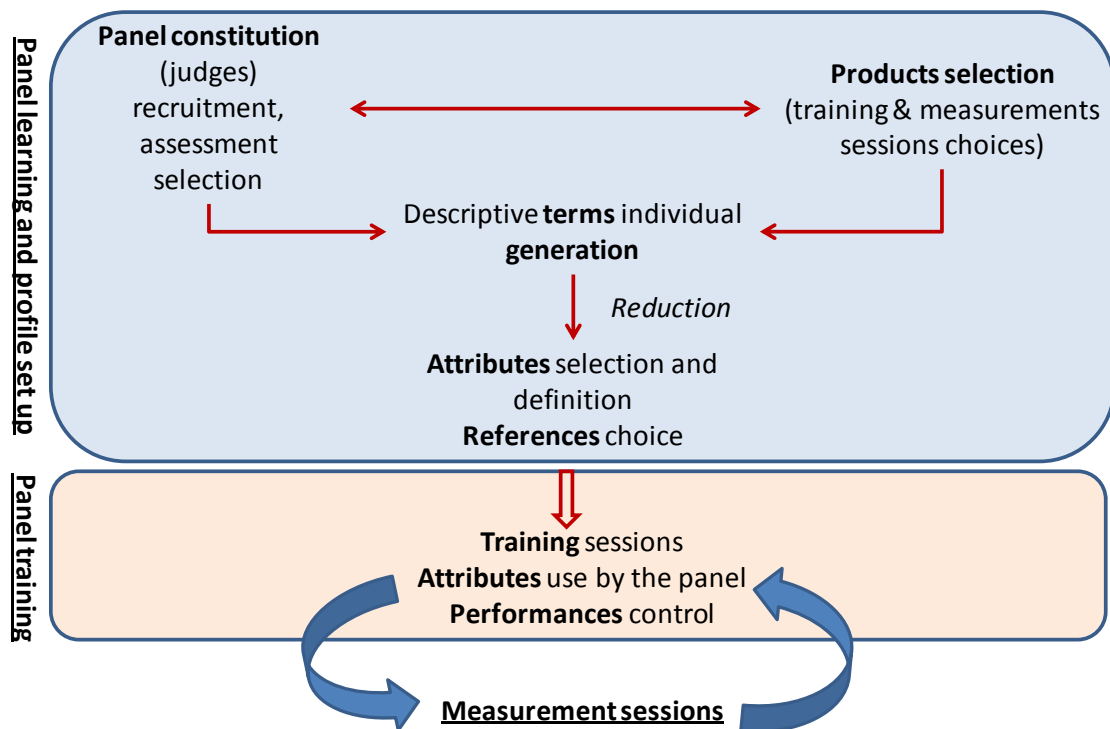 Panel learning and profile set up
Panel constitution
(judges)
recruitment,
assessment
selection
Products selection
(training & measurements
sessions choices)
Descriptive terms individual
generation
Reduction
Attributes selection and
definition
References choice
Panel training
Training sessions
Attributes use by the panel
Performances control
Measurement sessions